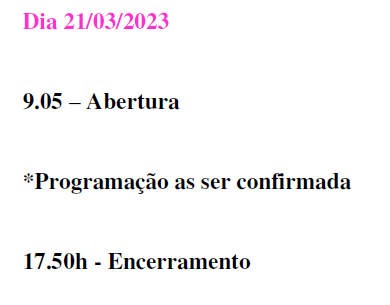 Dia 21/03/2023
9.05 – Abertura
*Programação as ser confirmada
17.50h - Encerramento